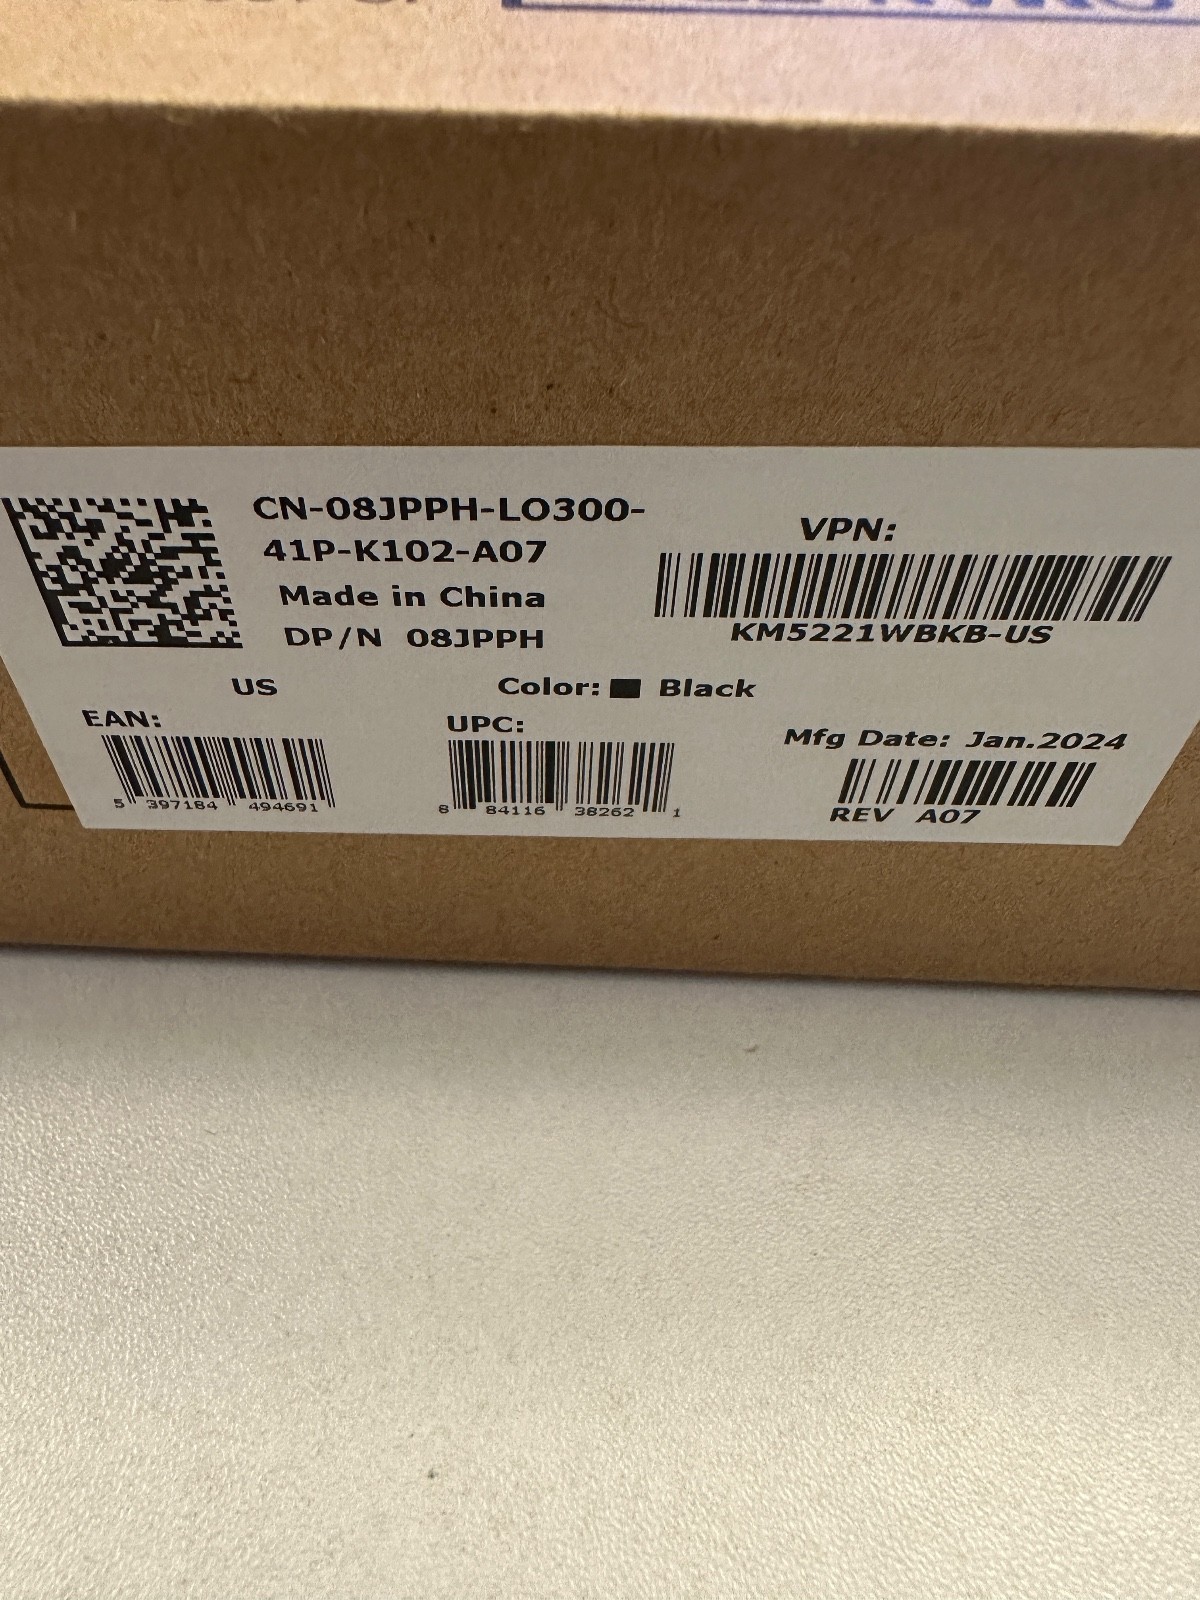 CN-08JPPH-LO300-
41P-K102-A07
Made in China
DP/N 08JPPH
VPN:
KM5221WBKB-US
US
Color: Black
EAN:
5 397184 494691
UPC:
8 84116 38262 1
Mfg Date: Jan.2024
REV A07